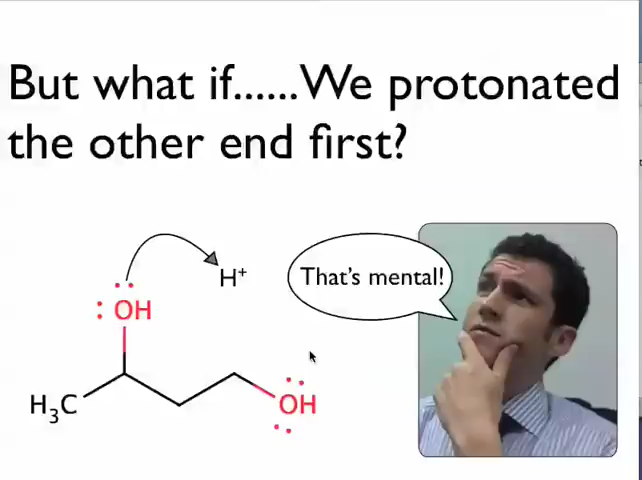 But what if......We protonated
the other end first?
H⁺
That's mental!
:OH
H₃C
OH